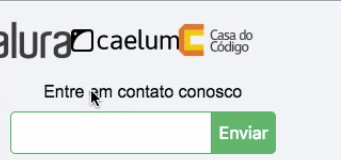 alura caelum Casa do
Código
Entre em contato conosco
Enviar